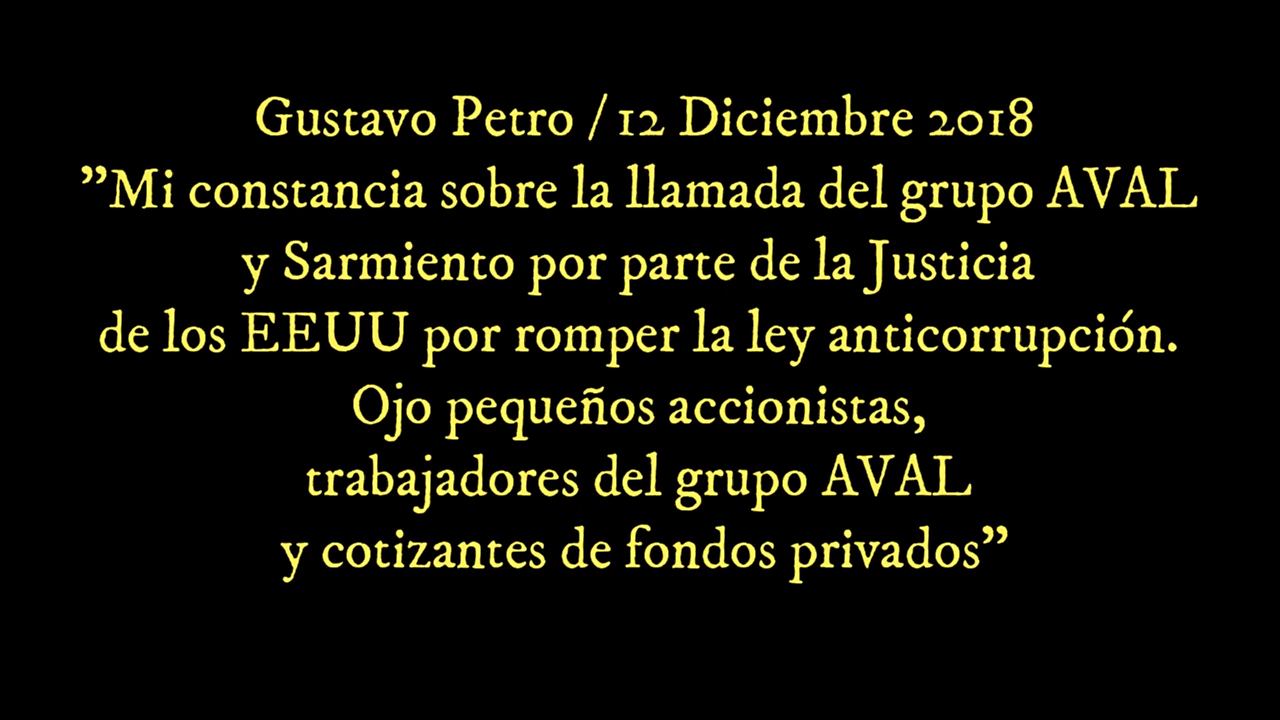 Gustavo Petro / 12 Diciembre 2018
”Mi constancia sobre la llamada del grupo AVAL
y Sarmiento por parte de la Justicia
de los EEUU por romper la ley anticorrupción.
Ojo pequeños accionistas,
trabajadores del grupo AVAL
y cotizantes de fondos privados”